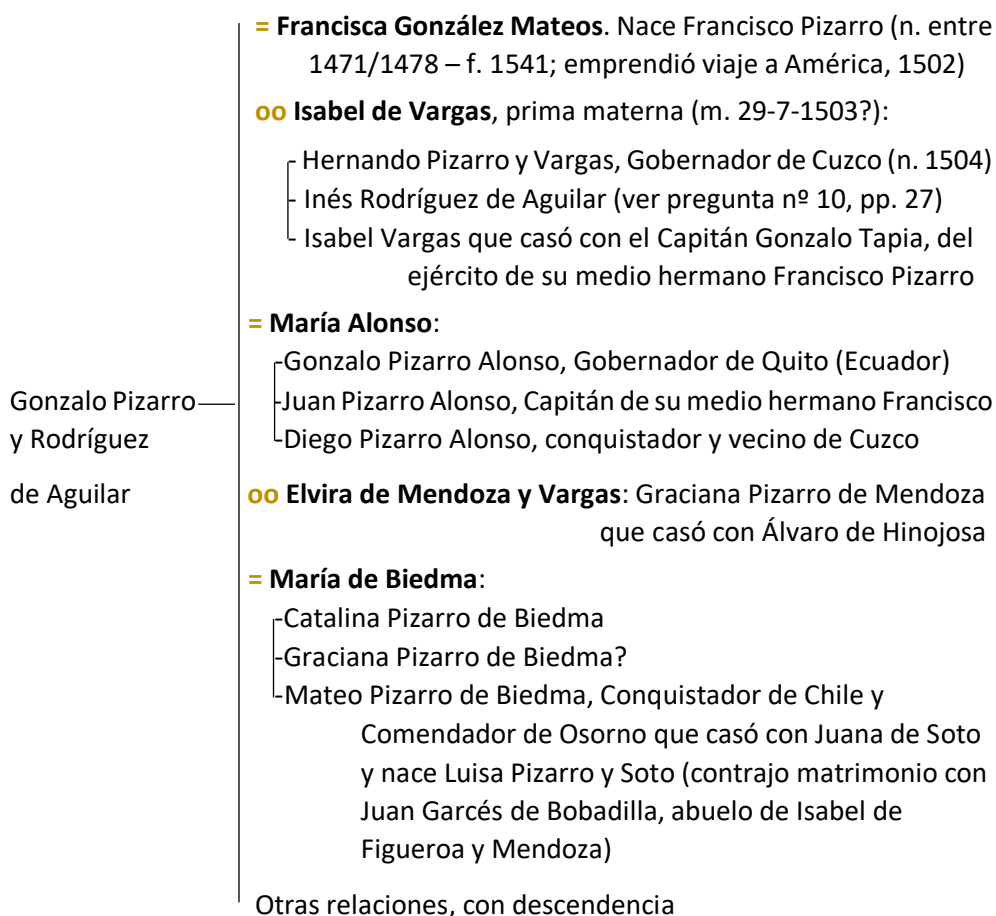 = Francisca González Mateos. Nace Francisco Pizarro (n. entre
1471/1478 – f. 1541; emprendió viaje a América, 1502)
oo Isabel de Vargas, prima materna (m. 29-7-1503?):
- Hernando Pizarro y Vargas, Gobernador de Cuzco (n. 1504)
- Inés Rodríguez de Aguilar (ver pregunta nº 10, pp. 27)
- Isabel Vargas que casó con el Capitán Gonzalo Tapia, del
ejército de su medio hermano Francisco Pizarro
= María Alonso:
-Gonzalo Pizarro Alonso, Gobernador de Quito (Ecuador)
Gonzalo Pizarro
-Juan Pizarro Alonso, Capitán de su medio hermano Francisco
y Rodríguez
-Diego Pizarro Alonso, conquistador y vecino de Cuzco
de Aguilar
oo Elvira de Mendoza y Vargas: Graciana Pizarro de Mendoza
que casó con Álvaro de Hinojosa
= María de Biedma:
-Catalina Pizarro de Biedma
-Graciana Pizarro de Biedma?
-Mateo Pizarro de Biedma, Conquistador de Chile y
Comendador de Osorno que casó con Juana de Soto
y nace Luisa Pizarro y Soto (contrajo matrimonio con
Juan Garcés de Bobadilla, abuelo de Isabel de
Figueroa y Mendoza)
Otras relaciones, con descendencia